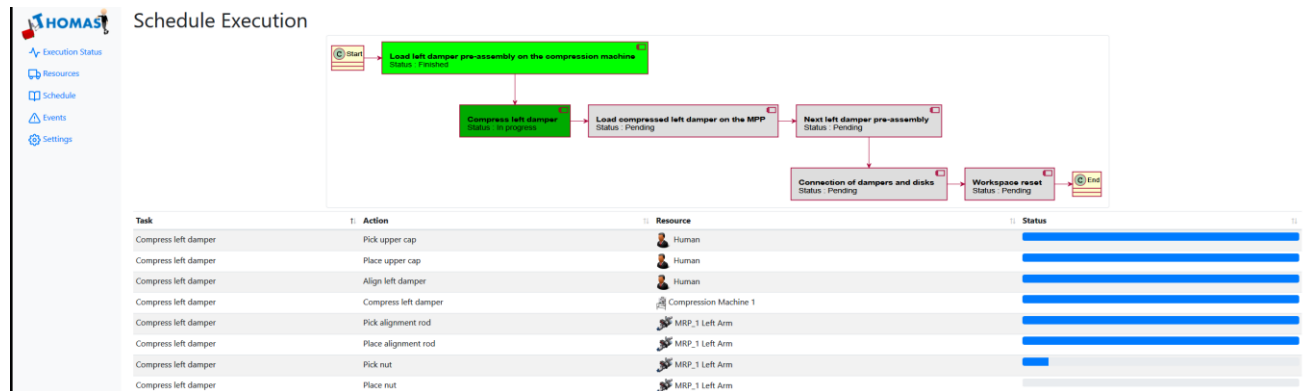 THOMAS
Schedule Execution
Execution Status
Resources
Schedule
Events
Settings
C Start
Load left damper pre-assembly on the compression machine
Status : Finished
Compress left damper
Status : In progress
Load compressed left damper on the MPP
Status : Pending
Next left damper pre-assembly
Status : Pending
Connection of dampers and disks
Status : Pending
Workspace reset
Status : Pending
C End
Task Action Resource Status
Compress left damper Pick upper cap Human
Compress left damper Place upper cap Human
Compress left damper Align left damper Human
Compress left damper Compress left damper Compression Machine 1
Compress left damper Pick alignment rod MRP_1 Left Arm
Compress left damper Place alignment rod MRP_1 Left Arm
Compress left damper Pick nut MRP_1 Left Arm
Compress left damper Place nut MRP_1 Left Arm